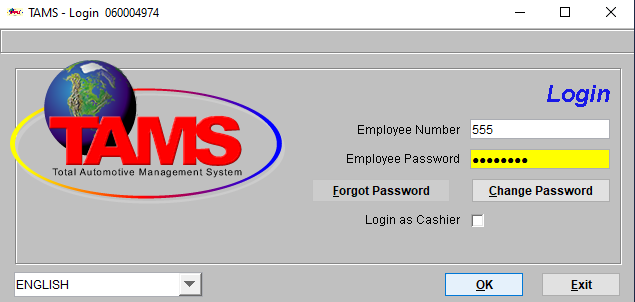 TAMS - Login 060004974
Login
TAMS
Total Automotive Management System
Employee Number 555
Employee Password ●●●●●●●●
Forgot Password Change Password
Login as Cashier
ENGLISH OK Exit